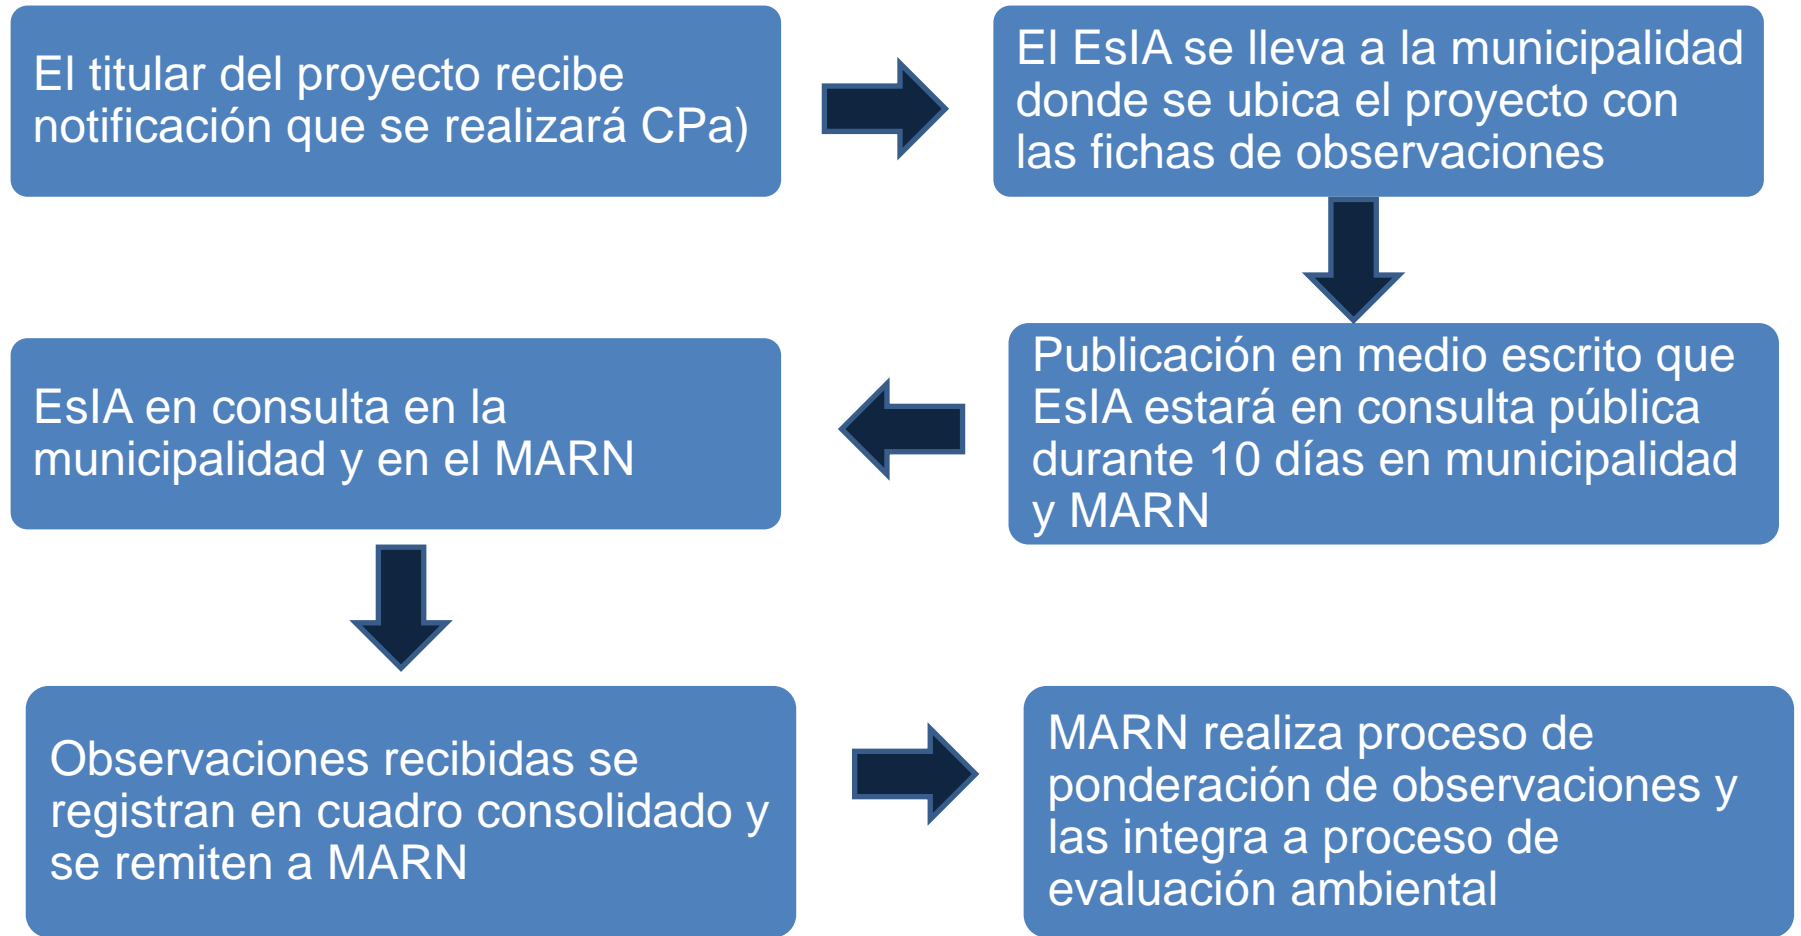 El titular del proyecto recibe
notificación que se realizará CPa)
El EsIA se lleva a la municipalidad
donde se ubica el proyecto con
las fichas de observaciones
Publicación en medio escrito que
EsIA estará en consulta pública
durante 10 días en municipalidad
y MARN
EsIA en consulta en la
municipalidad y en el MARN
Observaciones recibidas se
registran en cuadro consolidado y
se remiten a MARN
MARN realiza proceso de
ponderación de observaciones y
las integra a proceso de
evaluación ambiental